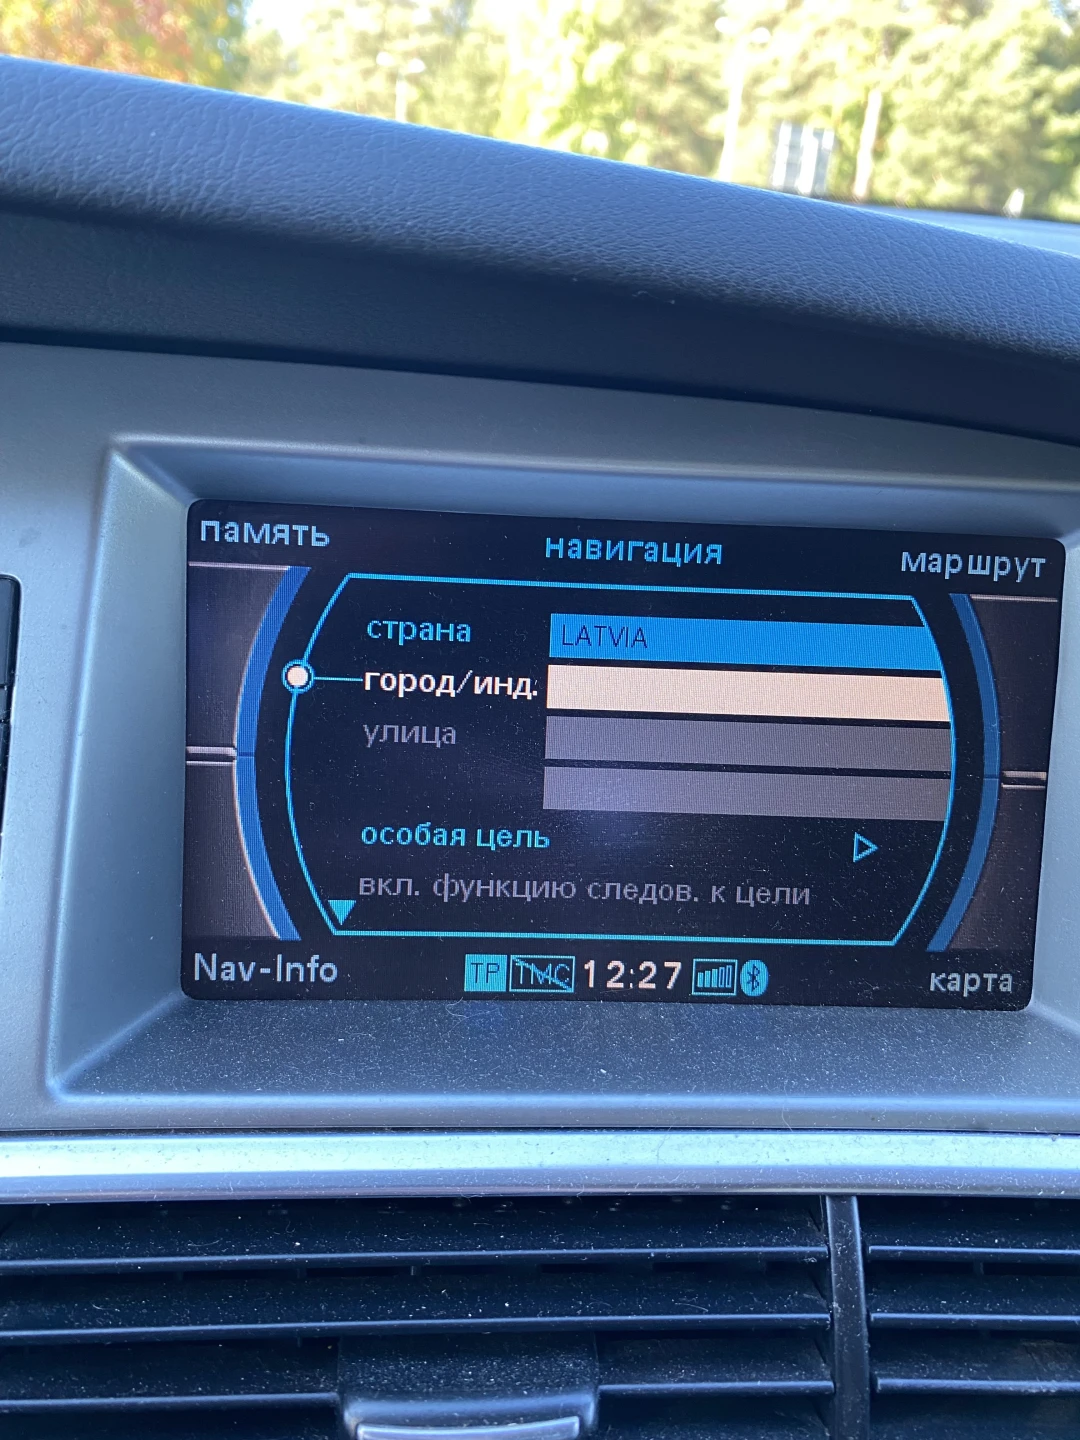 память
навигация
маршрут
страна LATVIA
город/инд.
улица
особая цель
вкл. функцию следов. к цели
Nav-Info TP TMC 12:27 карта